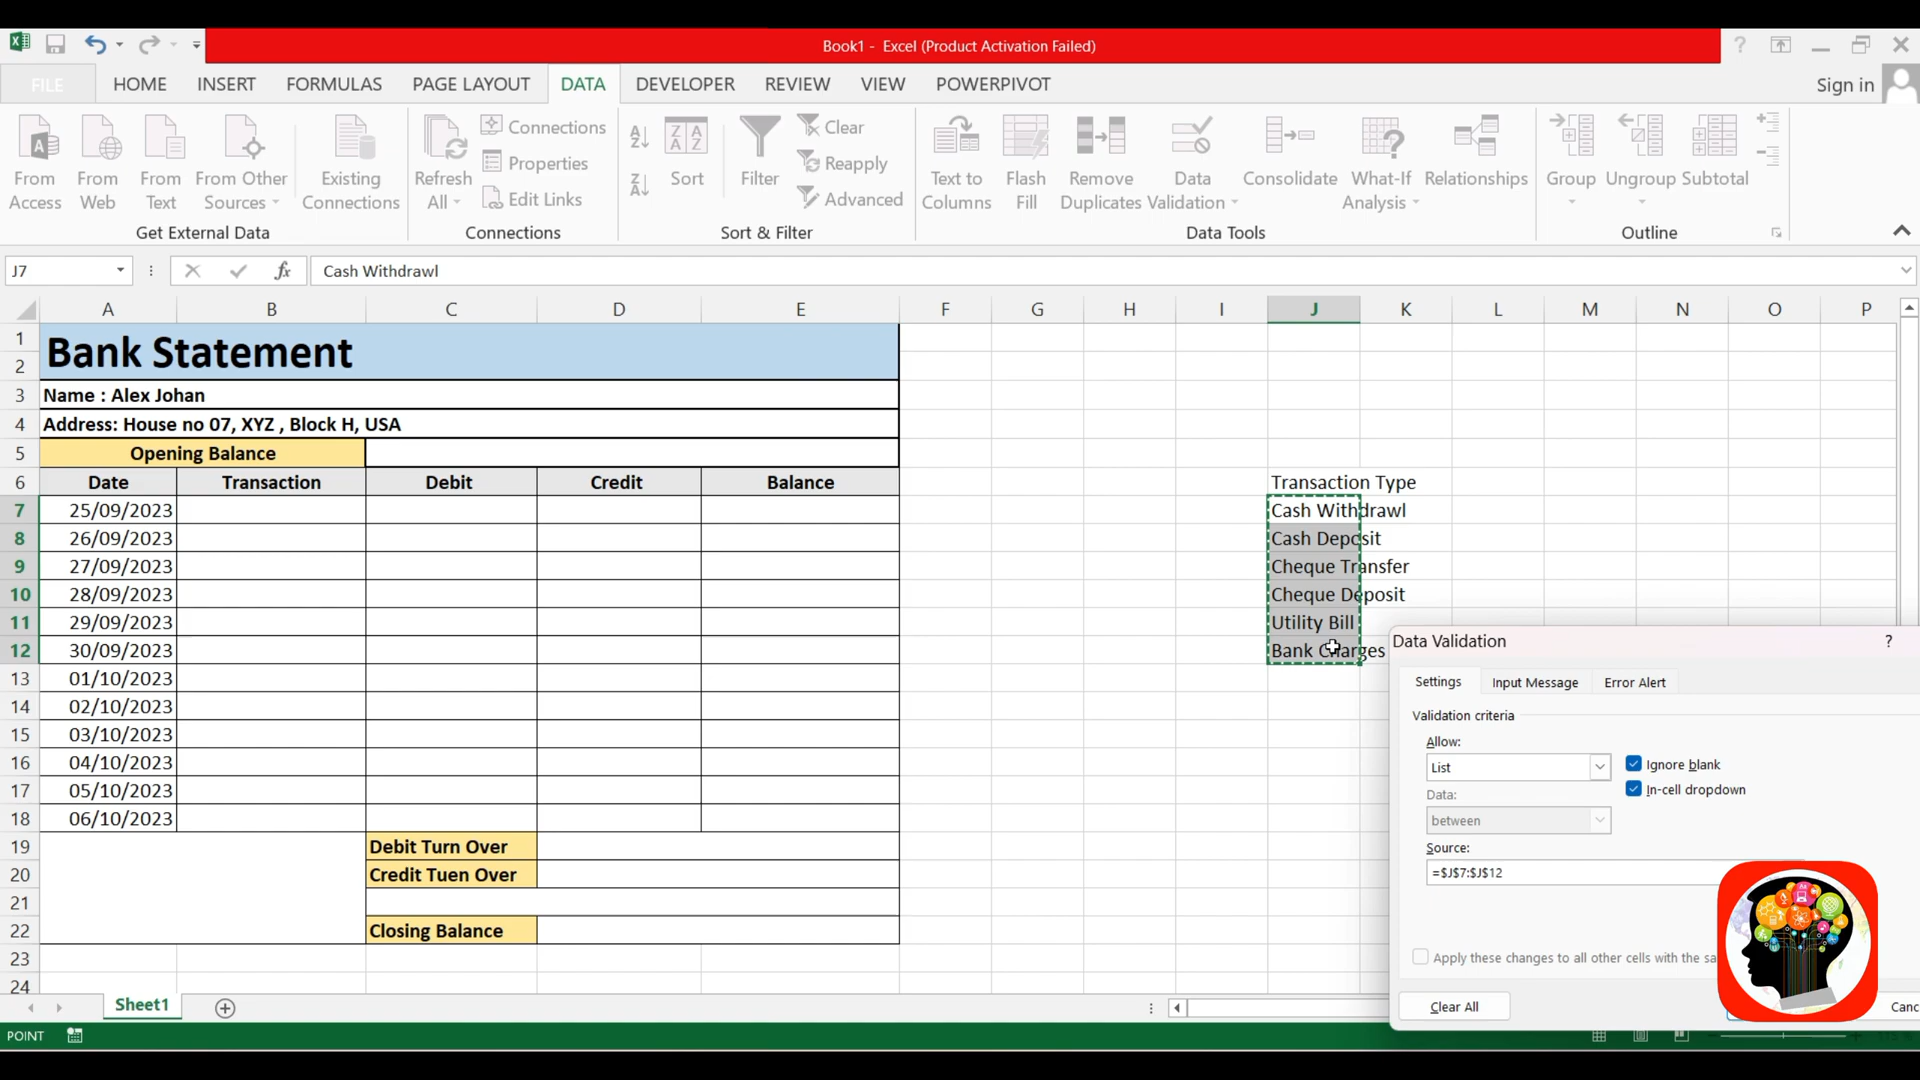 Book1 - Excel (Product Activation Failed)
?
FILE HOME INSERT FORMULAS PAGE LAYOUT DATA DEVELOPER REVIEW VIEW POWERPIVOT Sign in
From Access
From Web
From Text
From Other Sources
Existing Connections
Get External Data
Refresh All
Connections
Properties
Edit Links
Connections
Sort
Filter
Clear
Reapply
Advanced
Sort & Filter
Text to Columns
Flash Fill
Remove Duplicates
Data Validation
Consolidate
What-If Analysis
Relationships
Data Tools
Group
Ungroup
Subtotal
Outline
J7 fx Cash Withdrawl
A B C D E F G H I J K L M N O P
1 Bank Statement
2
3 Name : Alex Johan
4 Address: House no 07, XYZ , Block H, USA
5 Opening Balance
6 Date Transaction Debit Credit Balance Transaction Type
7 25/09/2023 Cash Withdrawl
8 26/09/2023 Cash Deposit
9 27/09/2023 Cheque Transfer
10 28/09/2023 Cheque Deposit
11 29/09/2023 Utility Bill
12 30/09/2023 Bank Charges
13 01/10/2023
14 02/10/2023
15 03/10/2023
16 04/10/2023
17 05/10/2023
18 06/10/2023
19 Debit Turn Over
20 Credit Tuen Over
21
22 Closing Balance
23
24
Data Validation ?
Settings Input Message Error Alert
Validation criteria
Allow:
List
Ignore blank
In-cell dropdown
Data:
between
Source:
=$J$7:$J$12
Apply these changes to all other cells with the sa
Clear All
Canc
Sheet1
POINT